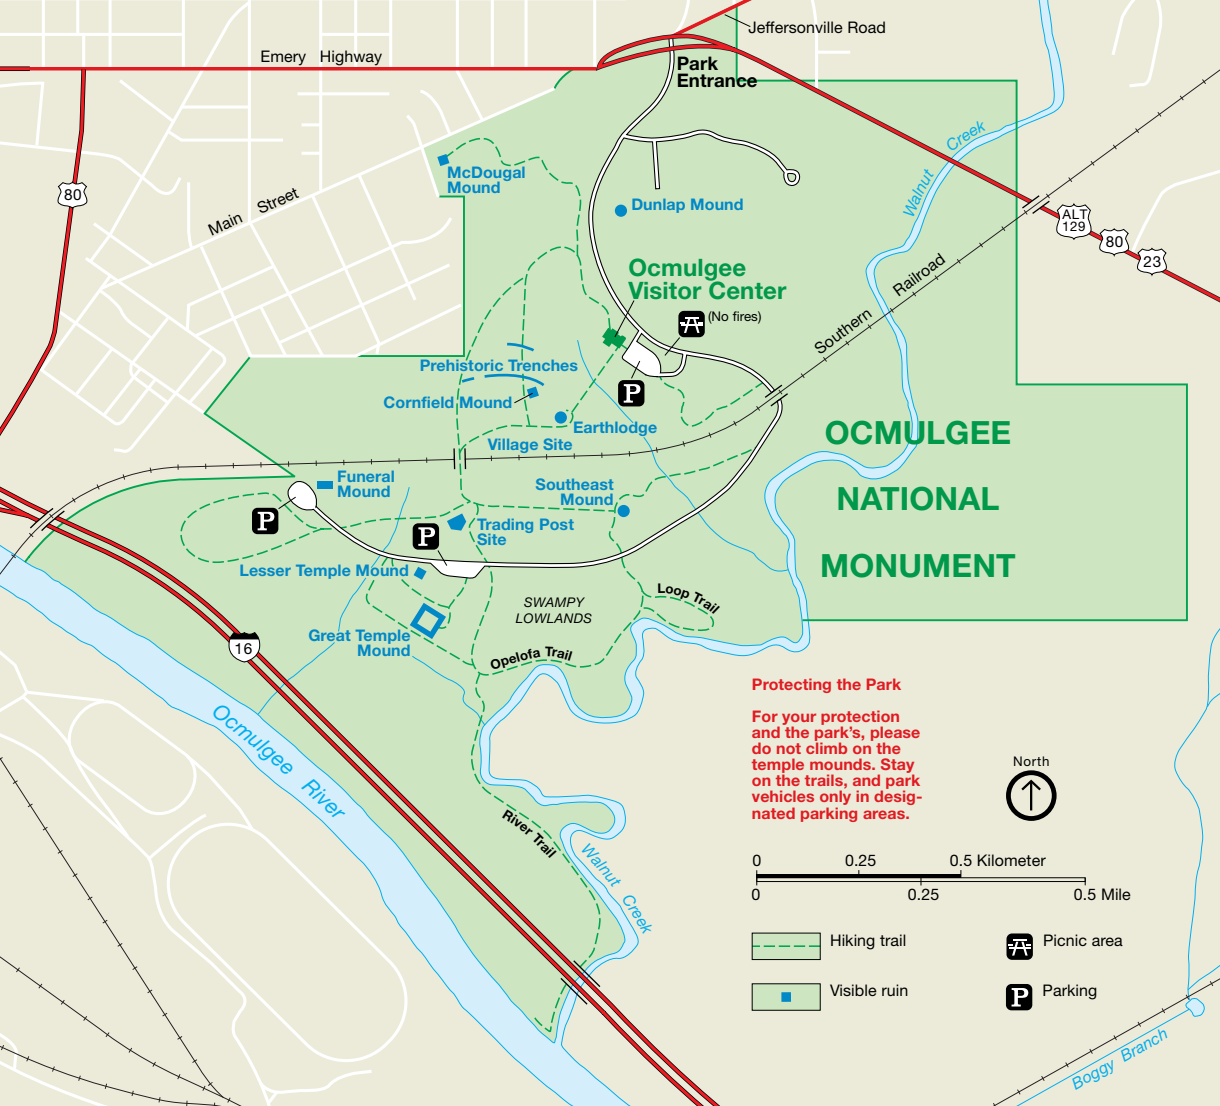 Jeffersonville Road
Emery Highway
Park
Entrance
Creek
Walnut
McDougal
Mound
80
Main Street
Dunlap Mound
ALT
129
80
23
Ocmulgee
Visitor Center
(No fires)
Southern Railroad
Prehistoric Trenches
Cornfield Mound
P
Earthlodge
Village Site
OCMULGEE
NATIONAL
MONUMENT
Funeral
Mound
Southeast
Mound
P
P
Trading Post
Site
Lesser Temple Mound
SWAMPY
LOWLANDS
Loop Trail
Great Temple
Mound
16
Opelofa Trail
Ocmulgee River
Protecting the Park
For your protection
and the park's, please
do not climb on the
temple mounds. Stay
on the trails, and park
vehicles only in desig-
nated parking areas.
North
River Trail
Walnut Creek
0 0.25 0.5 Kilometer
0 0.25 0.5 Mile
Hiking trail
Picnic area
Visible ruin
P Parking
Boggy Branch